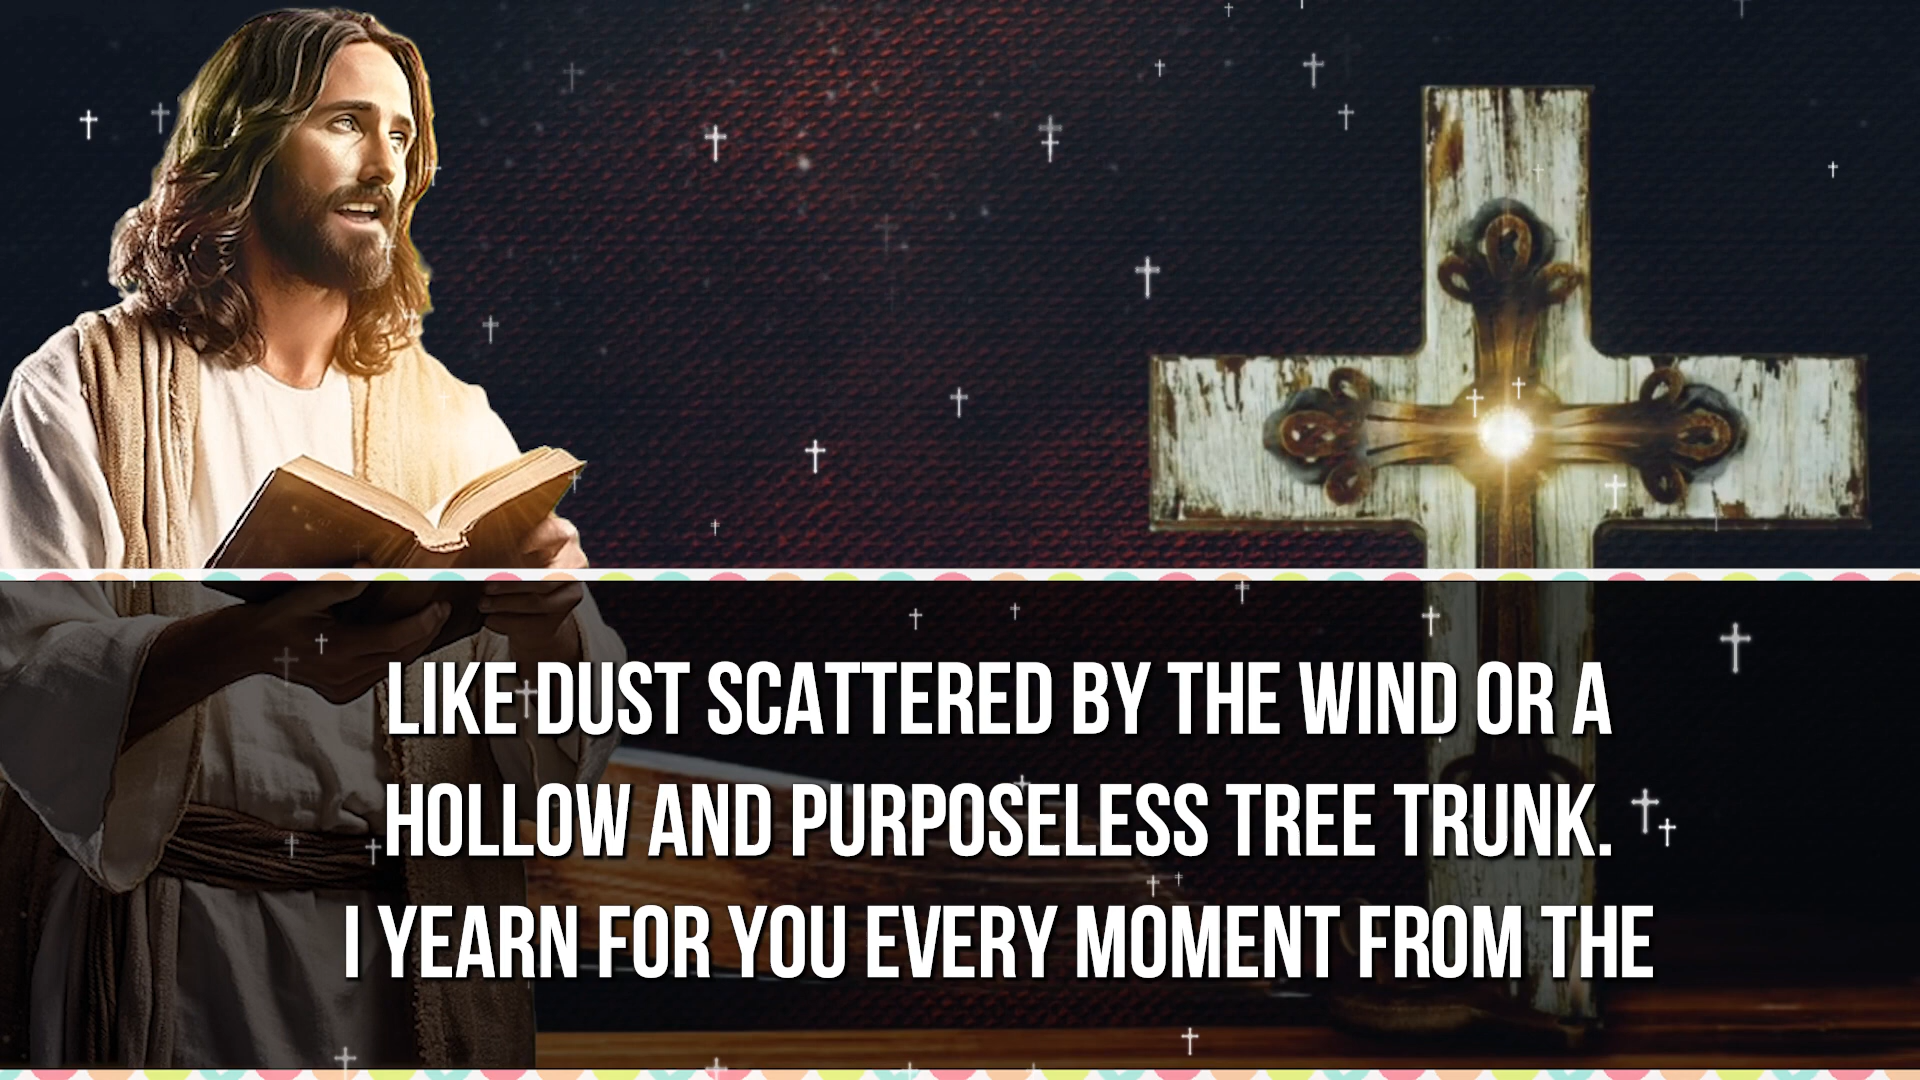 LIKE DUST SCATTERED BY THE WIND OR A
HOLLOW AND PURPOSELESS TREE TRUNK.
I YEARN FOR YOU EVERY MOMENT FROM THE